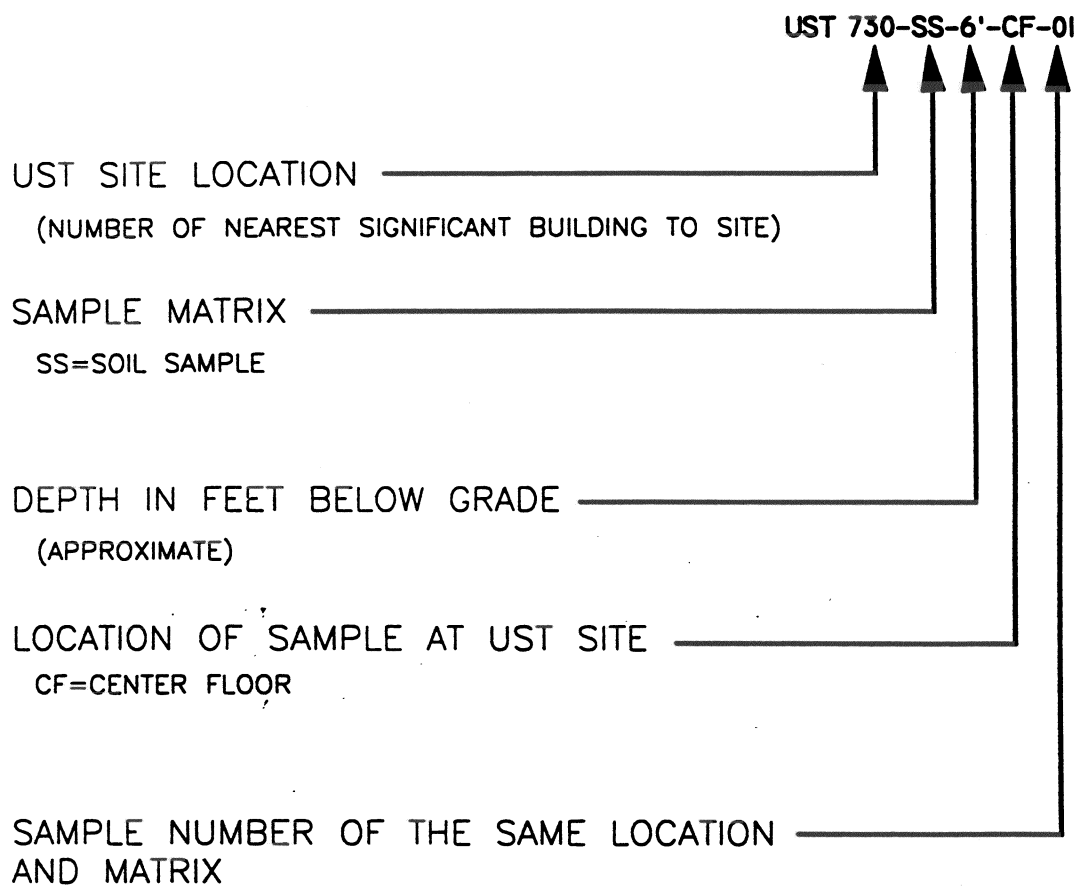 UST 730-SS-6'-CF-01
UST SITE LOCATION
(NUMBER OF NEAREST SIGNIFICANT BUILDING TO SITE)
SAMPLE MATRIX
SS=SOIL SAMPLE
DEPTH IN FEET BELOW GRADE
(APPROXIMATE)
LOCATION OF SAMPLE AT UST SITE
CF=CENTER FLOOR
SAMPLE NUMBER OF THE SAME LOCATION
AND MATRIX